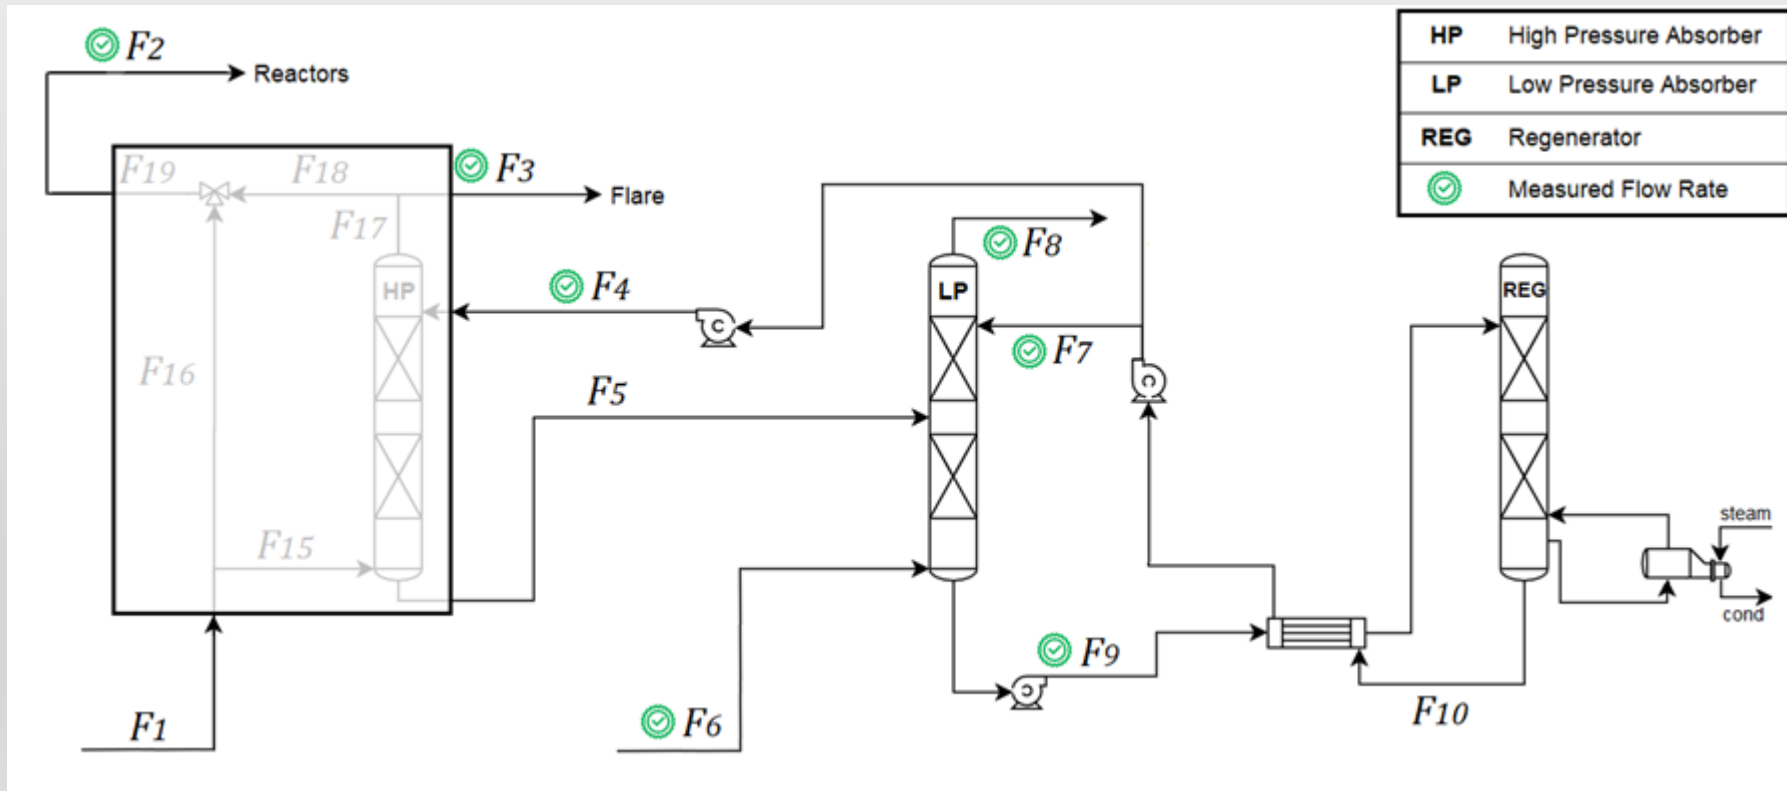 F2
Reactors
HP High Pressure Absorber
LP Low Pressure Absorber
REG Regenerator
Measured Flow Rate
F19
F18
F3
Flare
F17
F8
HP
F4
LP
REG
C
F7
F16
F5
C
F15
steam
cond
F9
C
F10
F1
F6